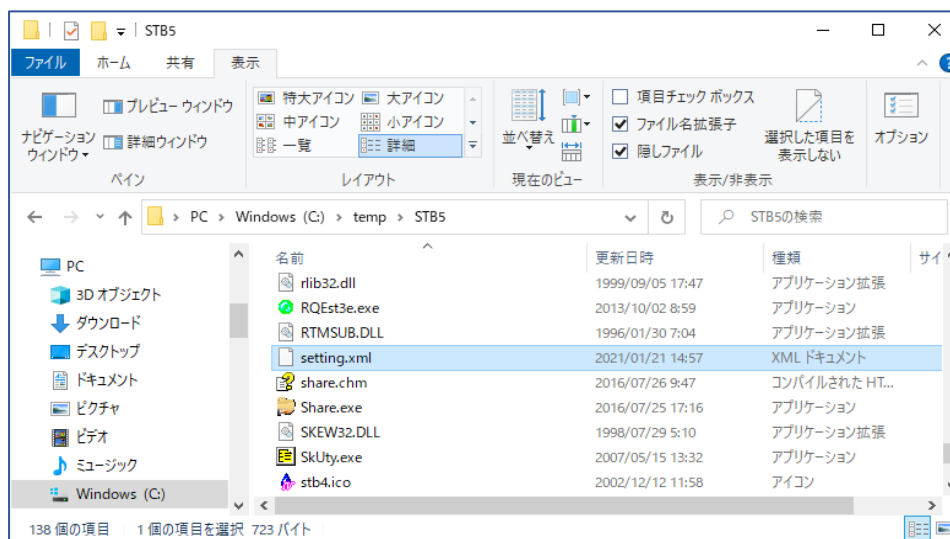 STB5
ファイル ホーム 共有 表示
ナビゲーション ウィンドウ
プレビュー ウィンドウ
詳細ウィンドウ
ペイン
特大アイコン 大アイコン
中アイコン 小アイコン
一覧 詳細
レイアウト
並べ替え
現在のビュー
項目チェック ボックス
ファイル名拡張子
隠しファイル
選択した項目を
表示しない
表示/非表示
オプション
PC › Windows (C:) › temp › STB5
STB5の検索
PC
3D オブジェクト
ダウンロード
デスクトップ
ドキュメント
ピクチャ
ビデオ
ミュージック
Windows (C:)
名前 更新日時 種類 サイ
rlib32.dll 1999/09/05 17:47 アプリケーション拡張
RQEst3e.exe 2013/10/02 8:59 アプリケーション
RTMSUB.DLL 1996/01/30 7:04 アプリケーション拡張
setting.xml 2021/01/21 14:57 XML ドキュメント
share.chm 2016/07/26 9:47 コンパイルされた HT...
Share.exe 2016/07/25 17:16 アプリケーション
SKEW32.DLL 1998/07/29 5:10 アプリケーション拡張
SkUty.exe 2007/05/15 13:32 アプリケーション
stb4.ico 2002/12/12 11:58 アイコン
138 個の項目 1 個の項目を選択 723 バイト